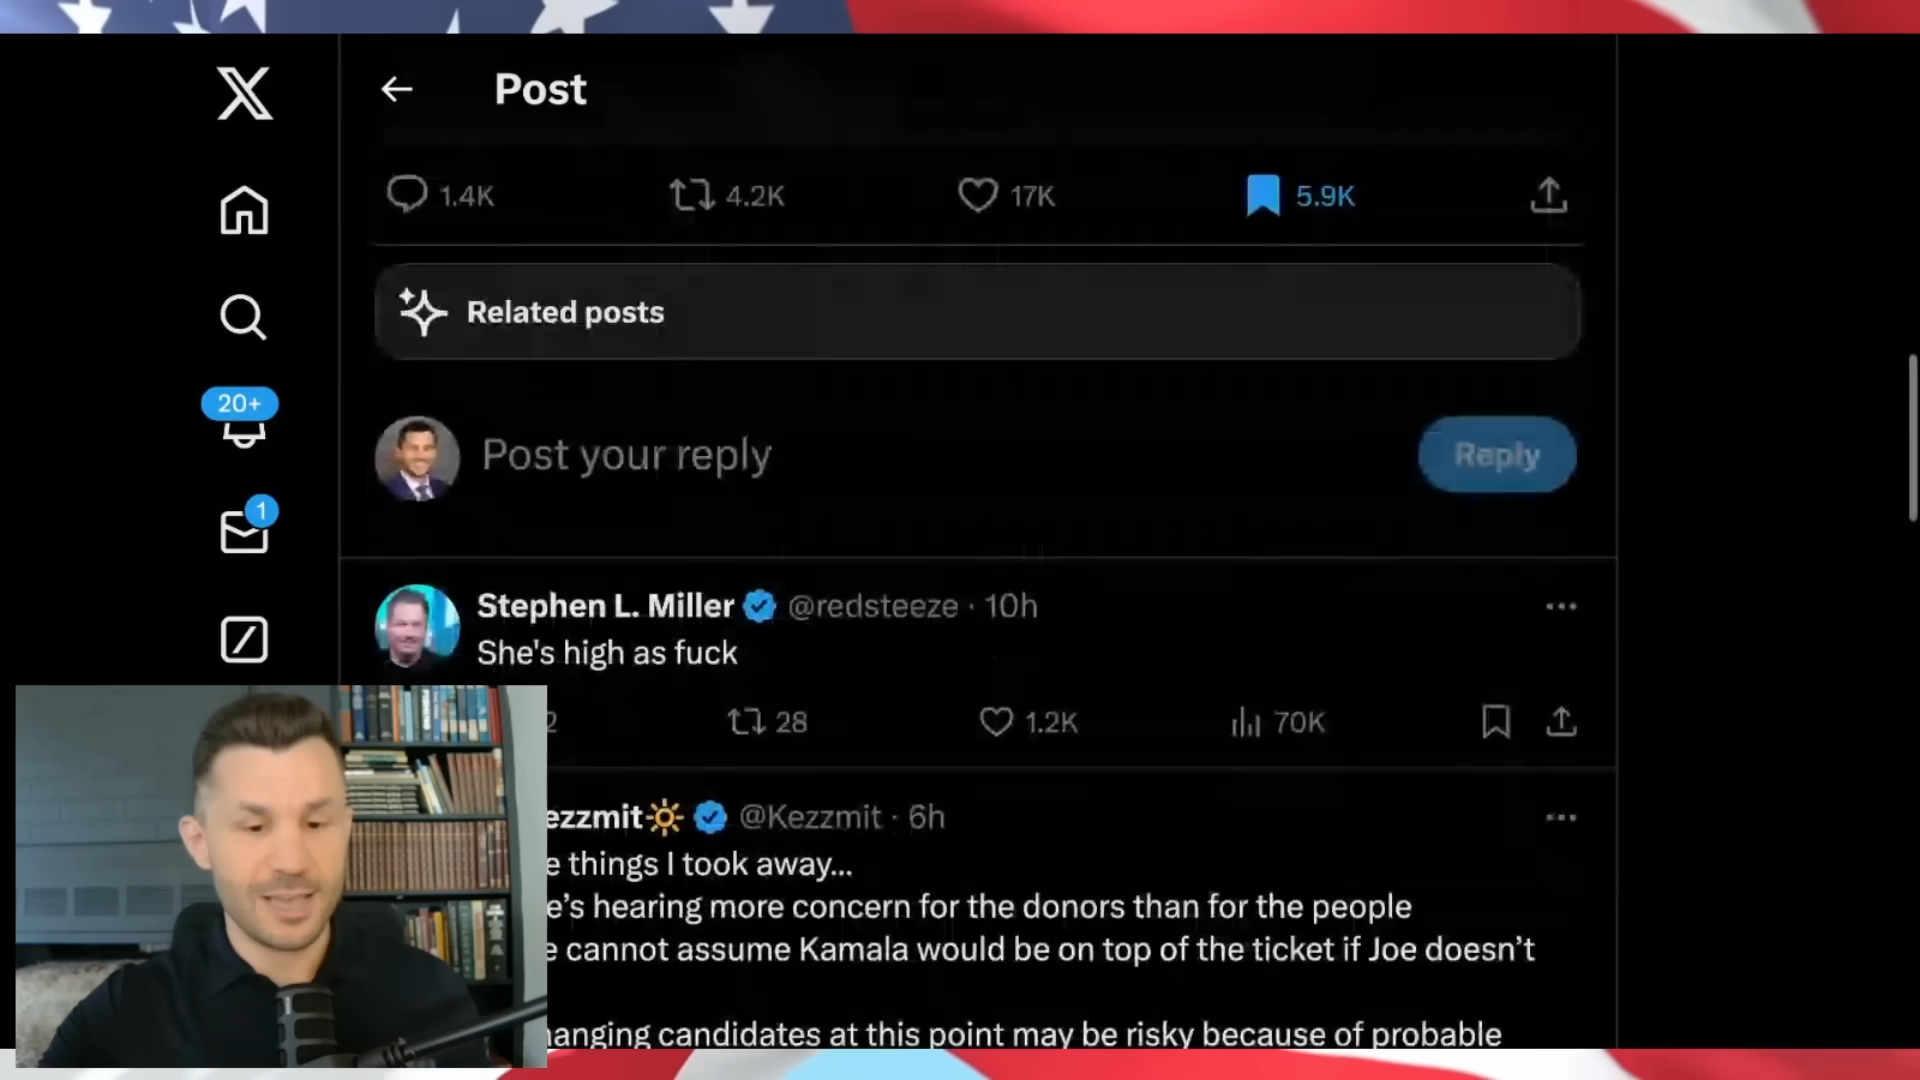 Post
1.4K 4.2K 17K 5.9K
Related posts
20+
Post your reply
Reply
1
Stephen L. Miller @redsteeze · 10h
She's high as fuck
2 28 1.2K 70K
ezzmit @Kezzmit · 6h
e things I took away...
e's hearing more concern for the donors than for the people
e cannot assume Kamala would be on top of the ticket if Joe doesn't
hanging candidates at this point may be risky because of probable